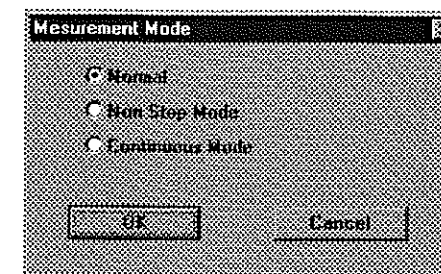 Mesurement Mode
Normal
Non Stop Mode
Continuous Mode
OK
Cancel